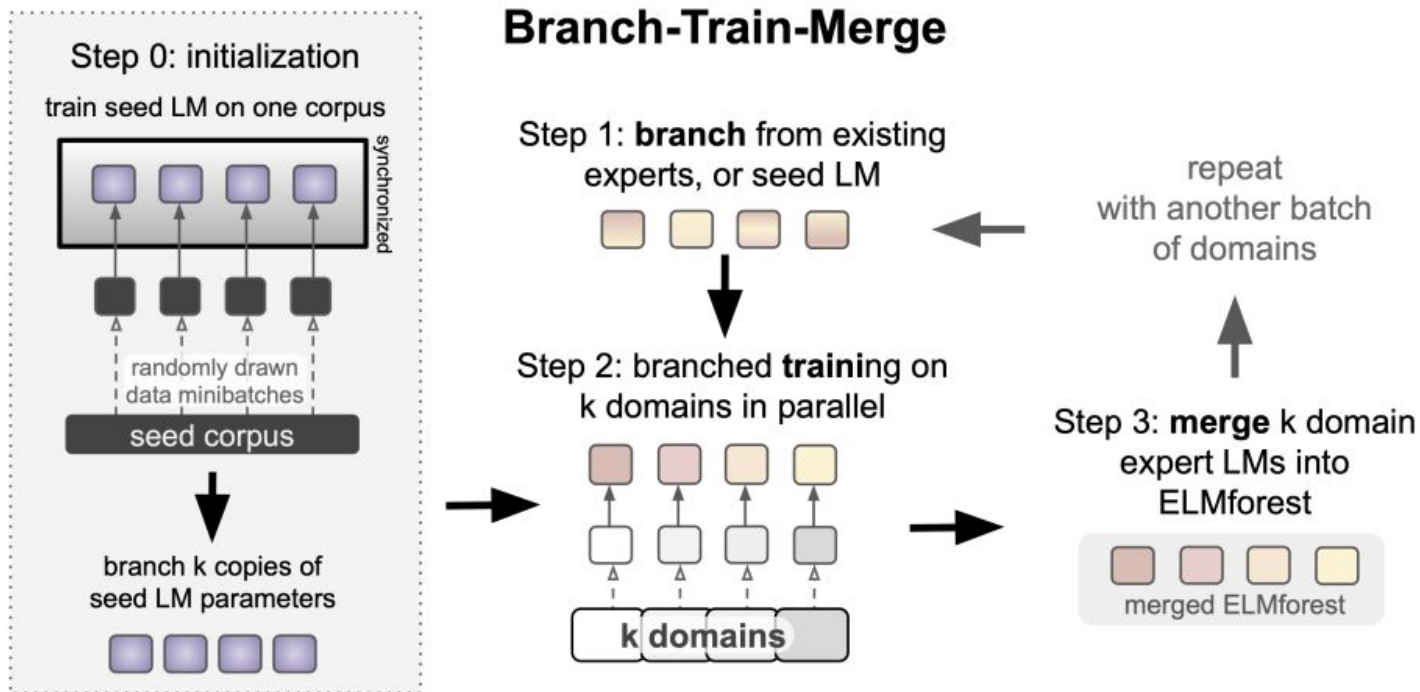 Branch-Train-Merge
Step 0: initialization
train seed LM on one corpus
synchronized
randomly drawn
data minibatches
seed corpus
branch k copies of
seed LM parameters
Step 1: branch from existing
experts, or seed LM
Step 2: branched training on
k domains in parallel
k domains
Step 3: merge k domain
expert LMs into
ELMforest
merged ELMforest
repeat
with another batch
of domains